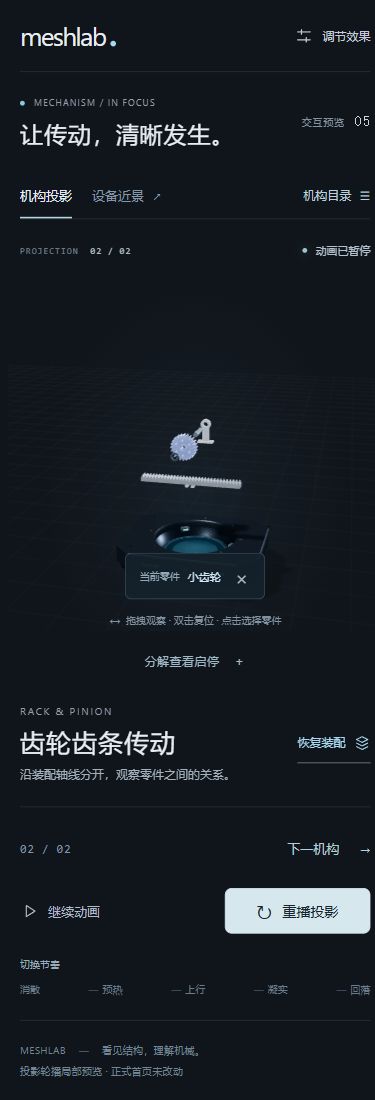 meshlab.
调节效果
MECHANISM / IN FOCUS
让传动，清晰发生。
交互预览 05
机构投影 设备近景 ↗ 机构目录 ☰
PROJECTION 02 / 02
动画已暂停
当前零件 小齿轮 ×
↔ 拖拽观察 · 双击复位 · 点击选择零件
分解查看启停 +
RACK & PINION
齿轮齿条传动
恢复装配
沿装配轴线分开，观察零件之间的关系。
02 / 02 下一机构 →
继续动画 重播投影
切换节奏
消散 — 预热 — 上行 — 凝实 — 回落
MESHLAB — 看见结构，理解机械。
投影轮播局部预览 · 正式首页未改动